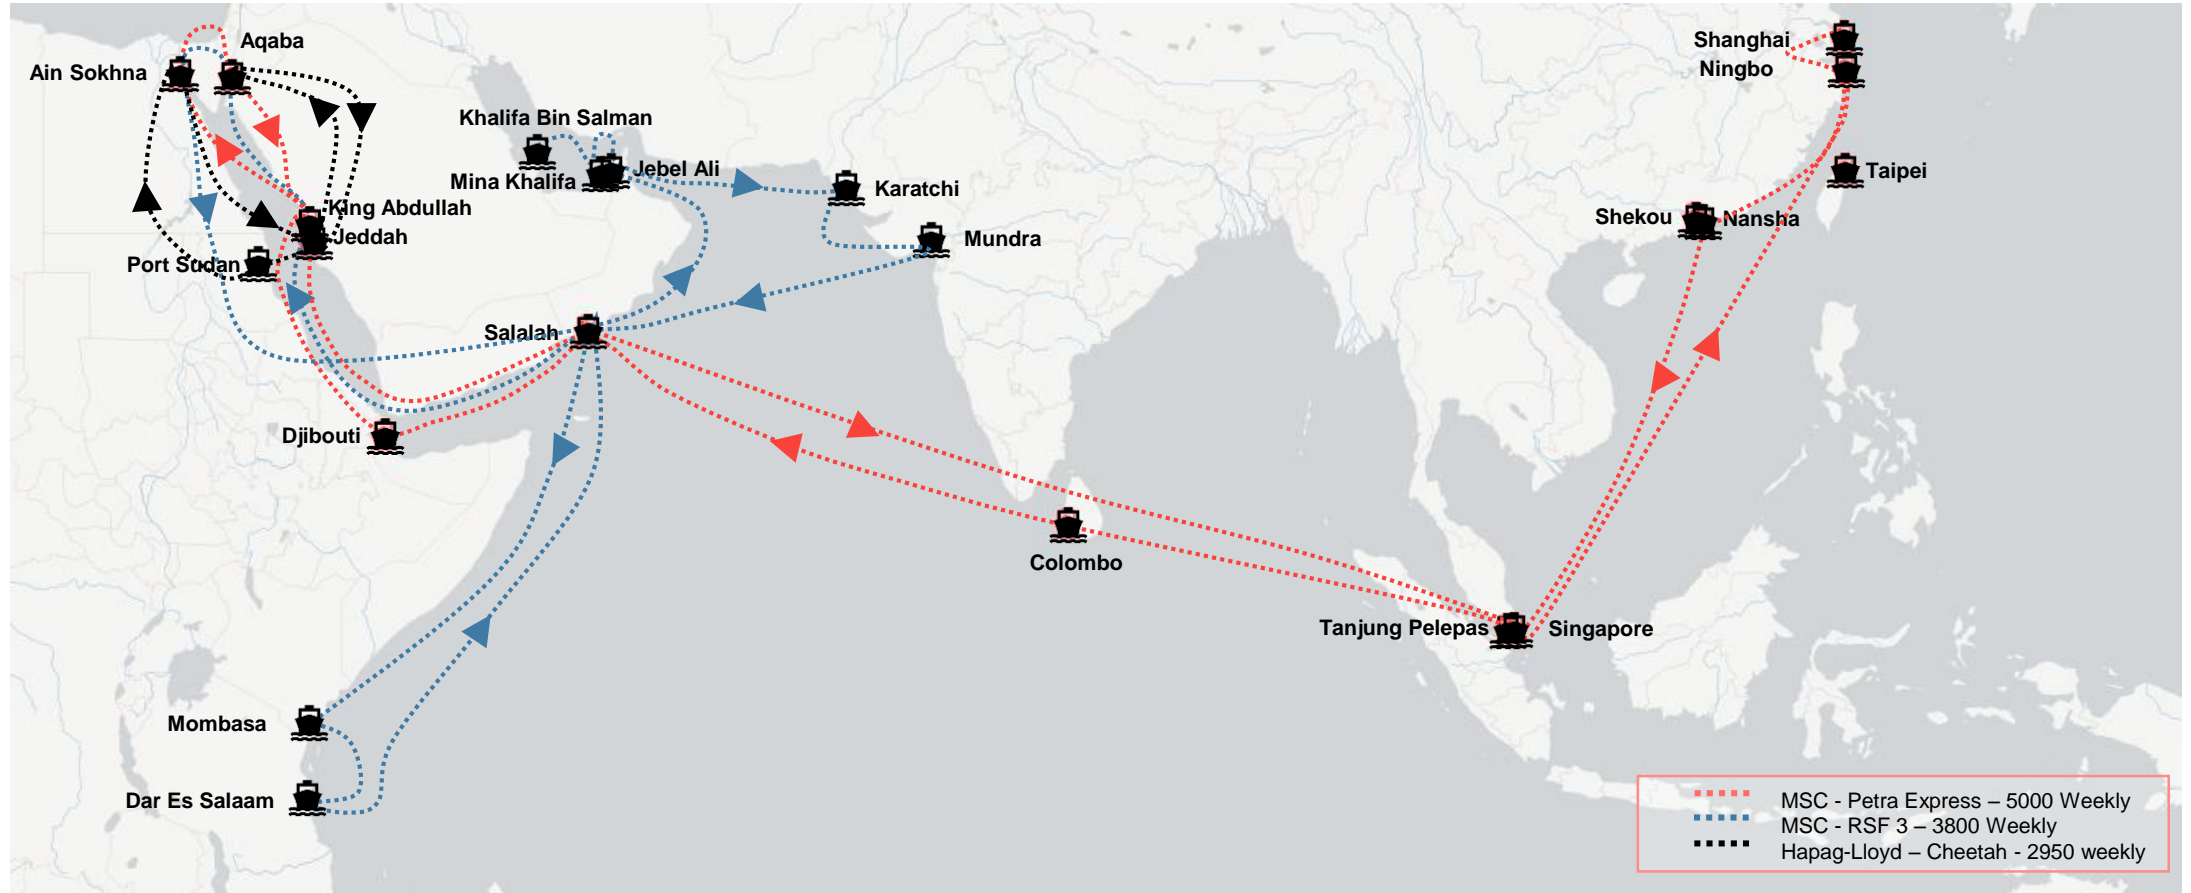 Aqaba
Shanghai
Ain Sokhna
Ningbo
Khalifa Bin Salman
Jebel Ali
Taipei
Mina Khalifa
Karatchi
King Abdullah
Shekou
Nansha
Jeddah
Mundra
Port Sudan
Salalah
Djibouti
Colombo
Tanjung Pelepas
Singapore
Mombasa
Dar Es Salaam
MSC - Petra Express – 5000 Weekly
MSC - RSF 3 – 3800 Weekly
Hapag-Lloyd – Cheetah - 2950 weekly